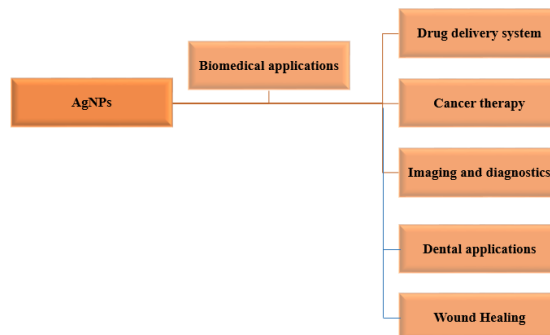 Drug delivery system
Biomedical applications
AgNPs
Cancer therapy
Imaging and diagnostics
Dental applications
Wound Healing